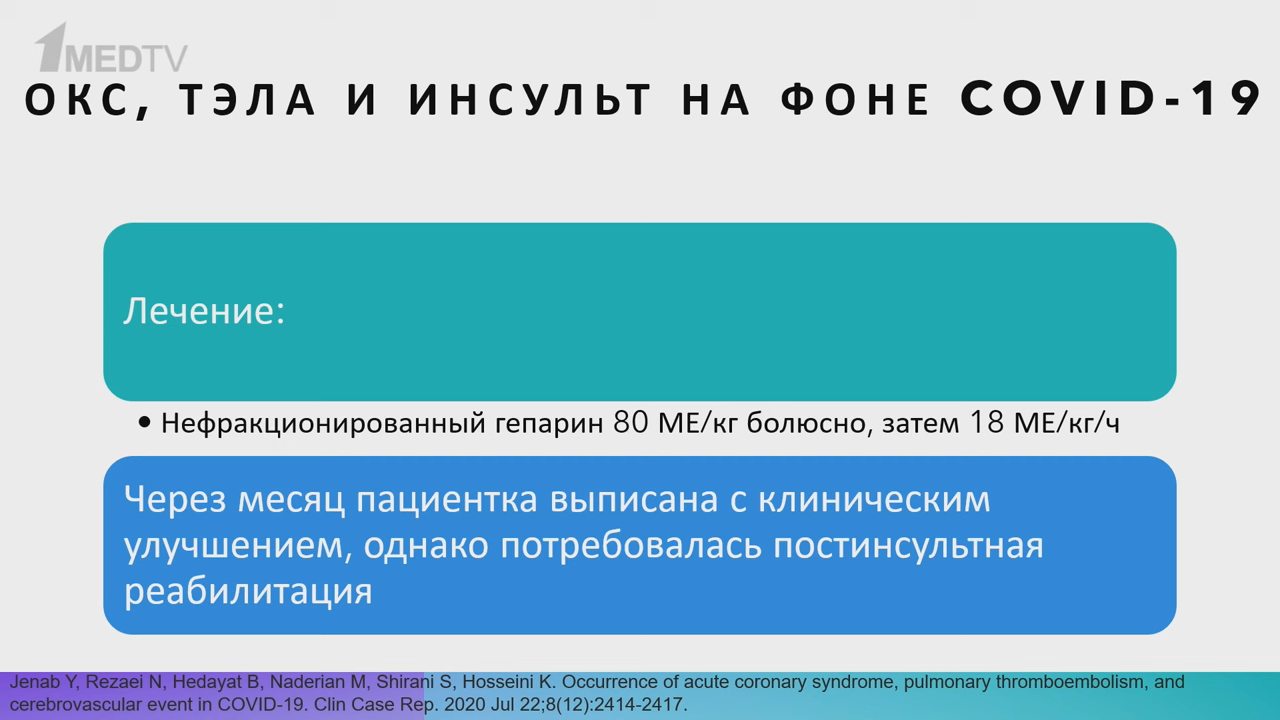 1MEDTV
ОКС, ТЭЛА И ИНСУЛЬТ НА ФОНЕ COVID-19
Лечение:
• Нефракционированный гепарин 80 МЕ/кг болюсно, затем 18 МЕ/кг/ч
Через месяц пациентка выписана с клиническим
улучшением, однако потребовалась постинсультная
реабилитация
Jenab Y, Rezaei N, Hedayat B, Naderian M, Shirani S, Hosseini K. Occurrence of acute coronary syndrome, pulmonary thromboembolism, and
cerebrovascular event in COVID-19. Clin Case Rep. 2020 Jul 22;8(12):2414-2417.